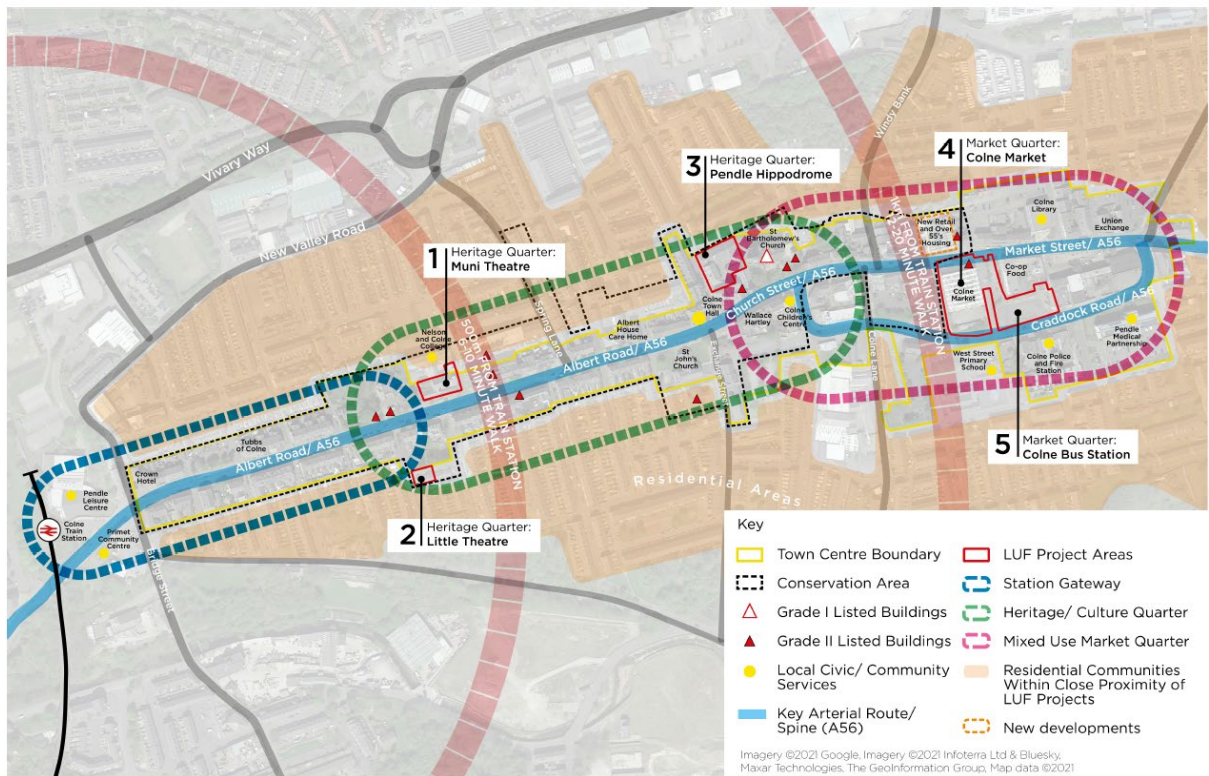 Vivary Way
New Valley Road
Windy Bank
1
Heritage Quarter:
Muni Theatre
2
Heritage Quarter:
Little Theatre
3
Heritage Quarter:
Pendle Hippodrome
4
Market Quarter:
Colne Market
5
Market Quarter:
Colne Bus Station
500m FROM TRAIN STATION
5-10 MINUTE WALK
1km FROM TRAIN STATION
12-23 MINUTE WALK
St
Bartholomew's
Church
New Retail
and Over
55's
Housing
Colne
Library
Union
Exchange
Market Street/ A56
Church Street/ A56
Craddock Road/ A56
Albert Road/ A56
Albert Road/ A56
Colne
Market
Co-op
Food
Colne
Town
Hall
Wallace
Hartley
Colne
Children's
Centre
Colne Lane
Spring Lane
Exchange Street
Nelson
and Colne
College
Albert
House
Care Home
St
John's
Church
West Street
Primary
School
Colne Police
and Fire
Station
Pendle
Medical
Partnership
Tubbs
of Colne
Crown
Hotel
Pendle
Leisure
Centre
Colne
Train
Station
Primet
Community
Centre
Bridge Street
Residential Areas
Key
Town Centre Boundary
Conservation Area
Grade I Listed Buildings
Grade II Listed Buildings
Local Civic/ Community
Services
Key Arterial Route/
Spine (A56)
LUF Project Areas
Station Gateway
Heritage/ Culture Quarter
Mixed Use Market Quarter
Residential Communities
Within Close Proximity of
LUF Projects
New developments
Imagery ©2021 Google, Imagery ©2021 Infoterra Ltd & Bluesky,
Maxar Technologies, The GeoInformation Group, Map data ©2021